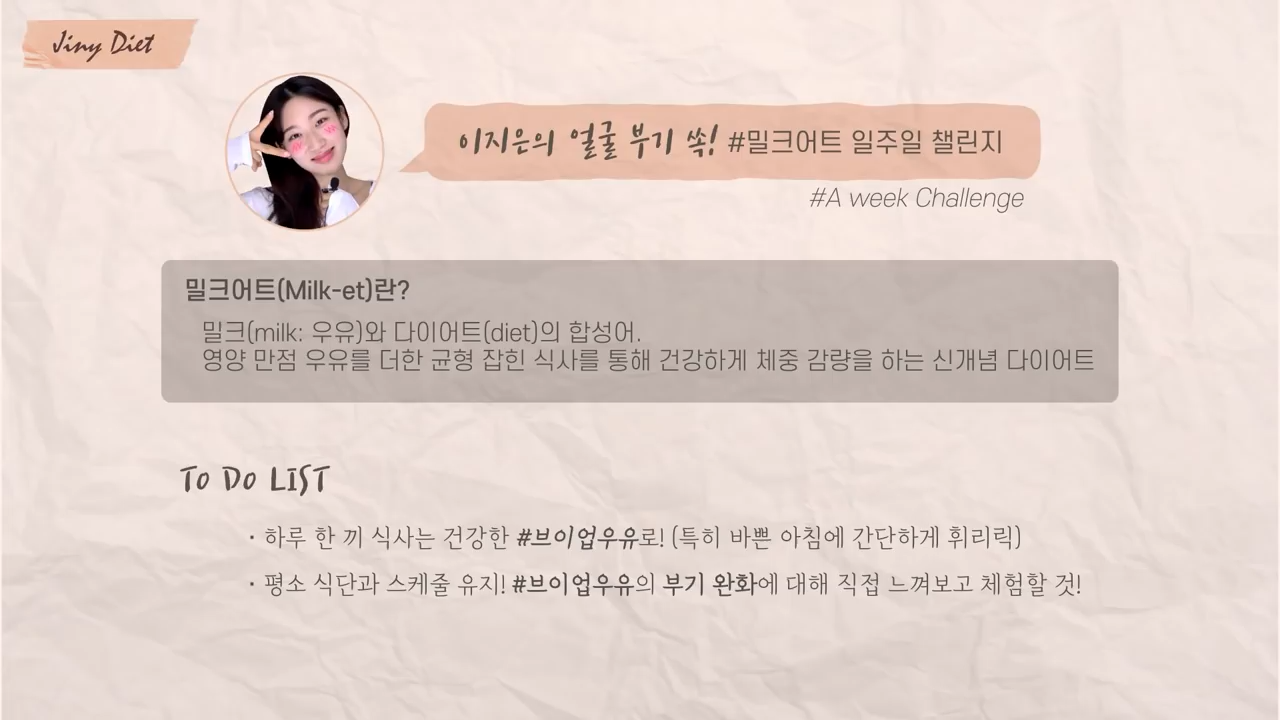 Jiny Diet
이지은의 얼굴 부기 쏙! #밀크어트 일주일 챌린지
#A week Challenge
밀크어트(Milk-et)란?
밀크(milk: 우유)와 다이어트(diet)의 합성어.
영양 만점 우유를 더한 균형 잡힌 식사를 통해 건강하게 체중 감량을 하는 신개념 다이어트
TO DO LIST
· 하루 한 끼 식사는 건강한 #브이업우유로! (특히 바쁜 아침에 간단하게 휘리릭)
· 평소 식단과 스케줄 유지! #브이업우유의 부기 완화에 대해 직접 느껴보고 체험할 것!